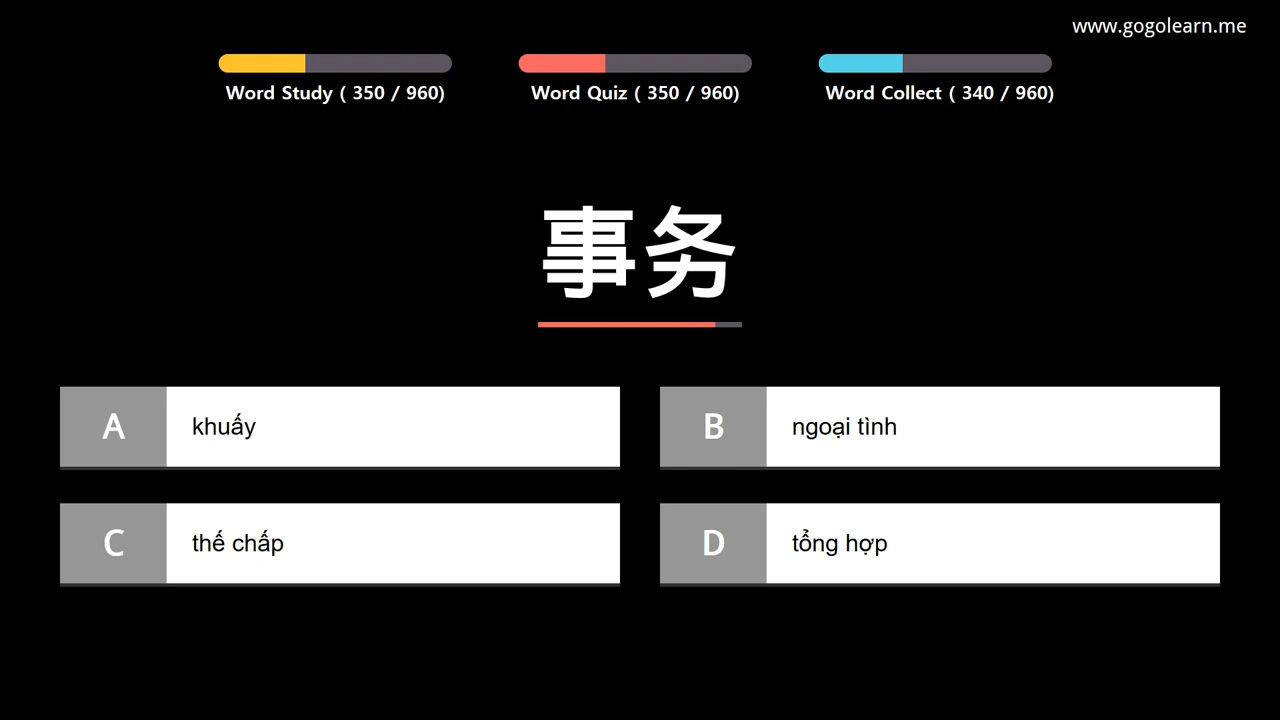 www.gogolearn.me
Word Study ( 350 / 960)
Word Quiz ( 350 / 960)
Word Collect ( 340 / 960)
事务
A khuấy
B ngoại tình
C thế chấp
D tổng hợp